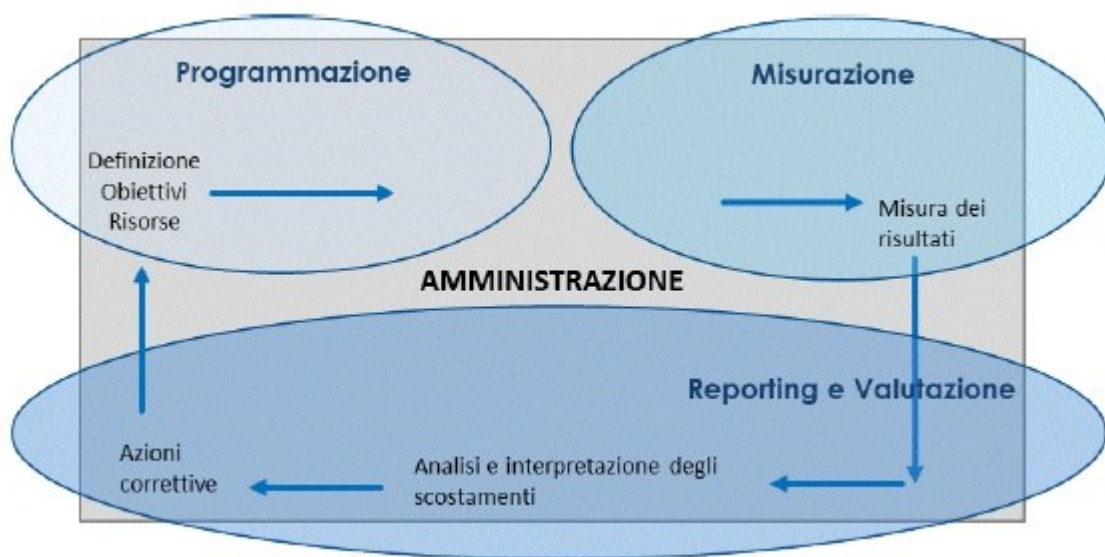 Programmazione
Misurazione
Definizione
Obiettivi
Risorse
Misura dei
risultati
AMMINISTRAZIONE
Reporting e Valutazione
Azioni
correttive
Analisi e interpretazione degli
scostamenti